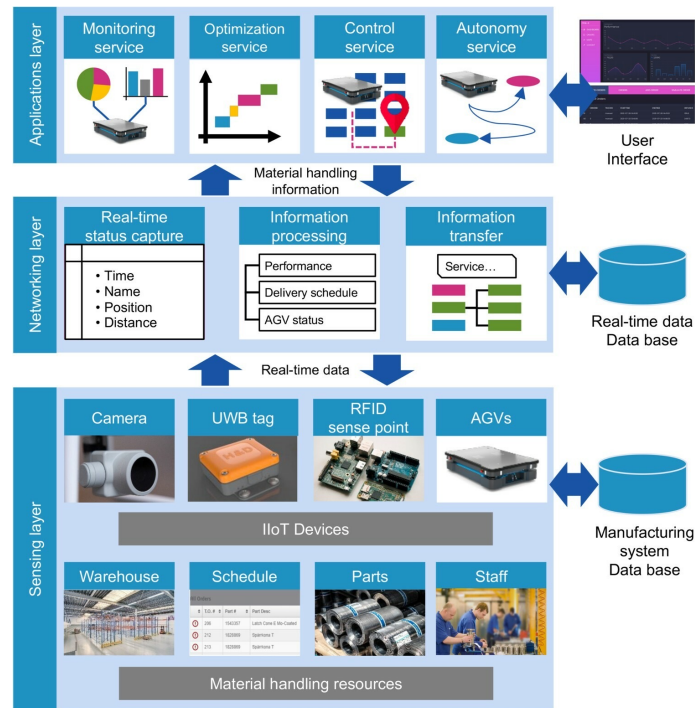 Applications layer
Monitoring
service
Optimization
service
Control
service
Autonomy
service
User
Interface
Material handling
information
Networking layer
Real-time
status capture
• Time
• Name
• Position
• Distance
Information
processing
Performance
Delivery schedule
AGV status
Information
transfer
Service...
Real-time data
Data base
Real-time data
Sensing layer
Camera
UWB tag
RFID
sense point
AGVs
IIoT Devices
Manufacturing
system
Data base
Warehouse
Schedule
T.O. # Part # Part Desc
Parts
Staff
Material handling resources